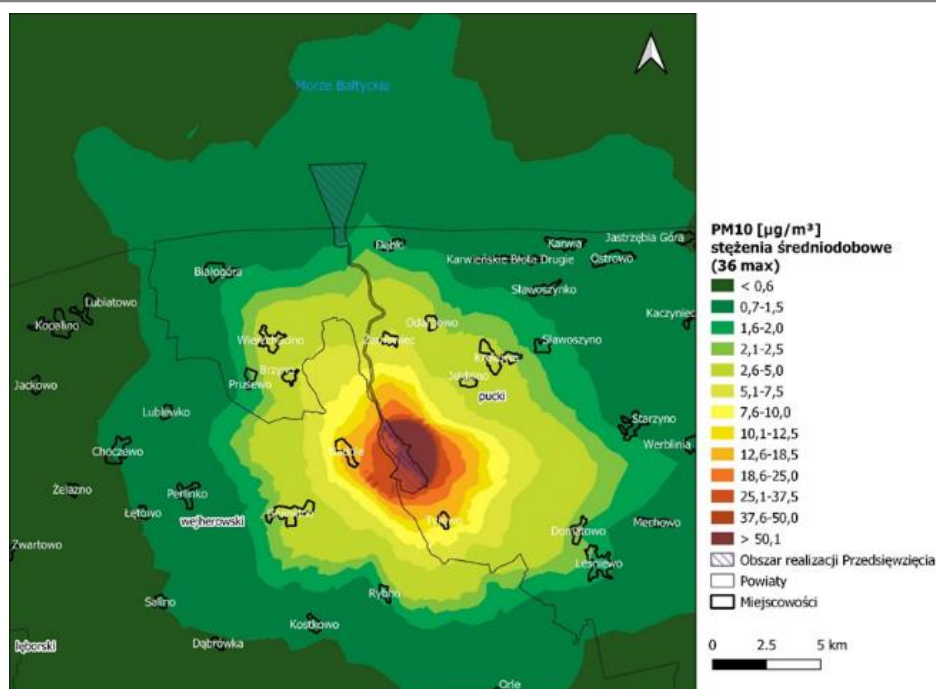 Morze Bałtyckie
Dębki
Karwia
Jastrzębia Góra
Karwieńskie Błota Drugie
Ostrowo
Białogóra
Sławoszynko
Lubiatowo
Kopalino
Kaczyniec
Odargowo
Wierzchucino
Żarnowiec
Sławoszyno
Krokowa
Brzyno
Prusewo
Jeldzino
Jackowo
pucki
Lublewko
Starzyno
Werblinia
Choczewo
Żelazno
Perlinko
Łętowo
wejherowski
Tyłowo
Mechowo
Domatowo
Zwartowo
Leśniewo
Rybno
Salino
Kostkowo
Dąbrówka
lęborski
Orle
PM10 [µg/m³]
stężenia średniodobowe
(36 max)
< 0,6
0,7-1,5
1,6-2,0
2,1-2,5
2,6-5,0
5,1-7,5
7,6-10,0
10,1-12,5
12,6-18,5
18,6-25,0
25,1-37,5
37,6-50,0
> 50,1
Obszar realizacji Przedsięwzięcia
Powiaty
Miejscowości
0 2.5 5 km